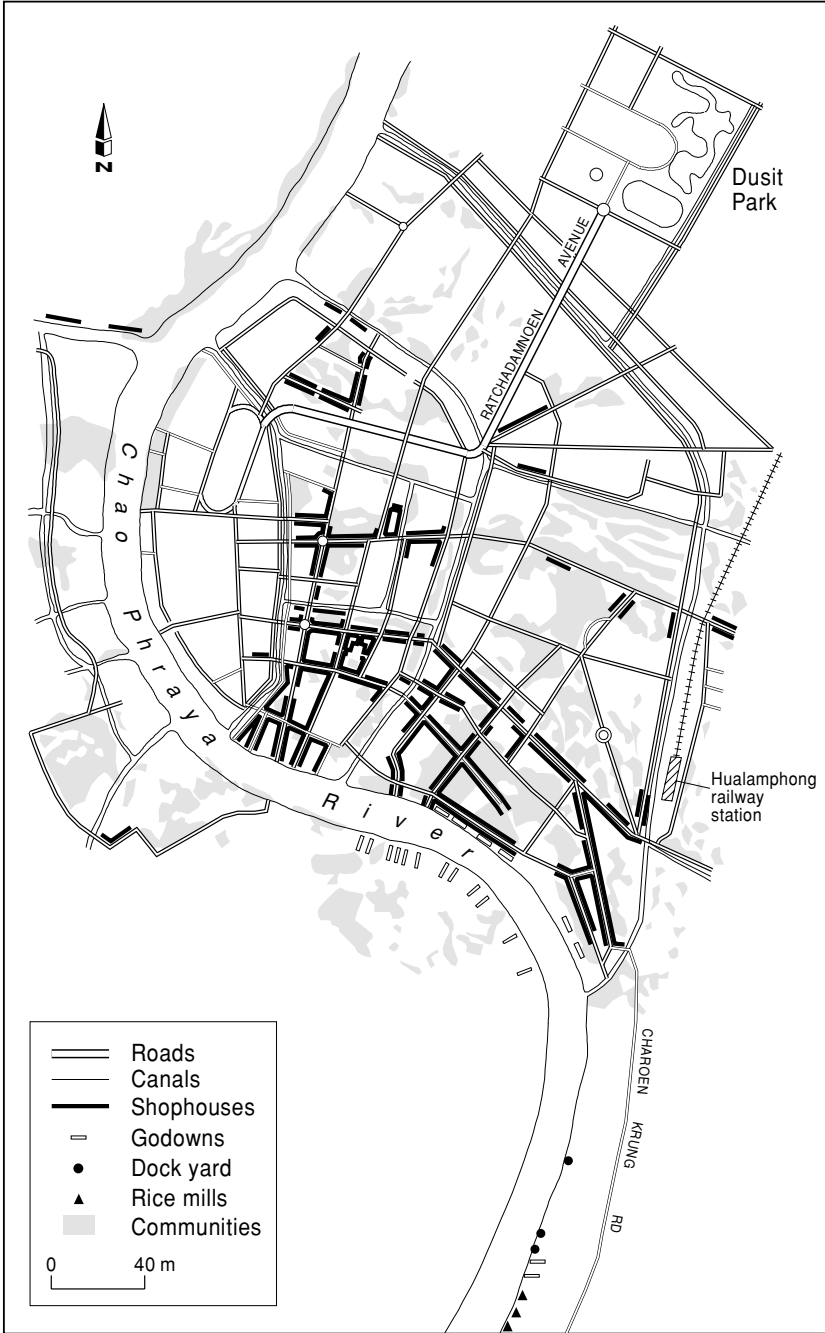 N
Dusit
Park
RATCHADAMNOEN AVENUE
Chao Phraya River
Hualamphong
railway
station
CHAROEN KRUNG RD
Roads
Canals
Shophouses
Godowns
Dock yard
Rice mills
Communities
0 40 m